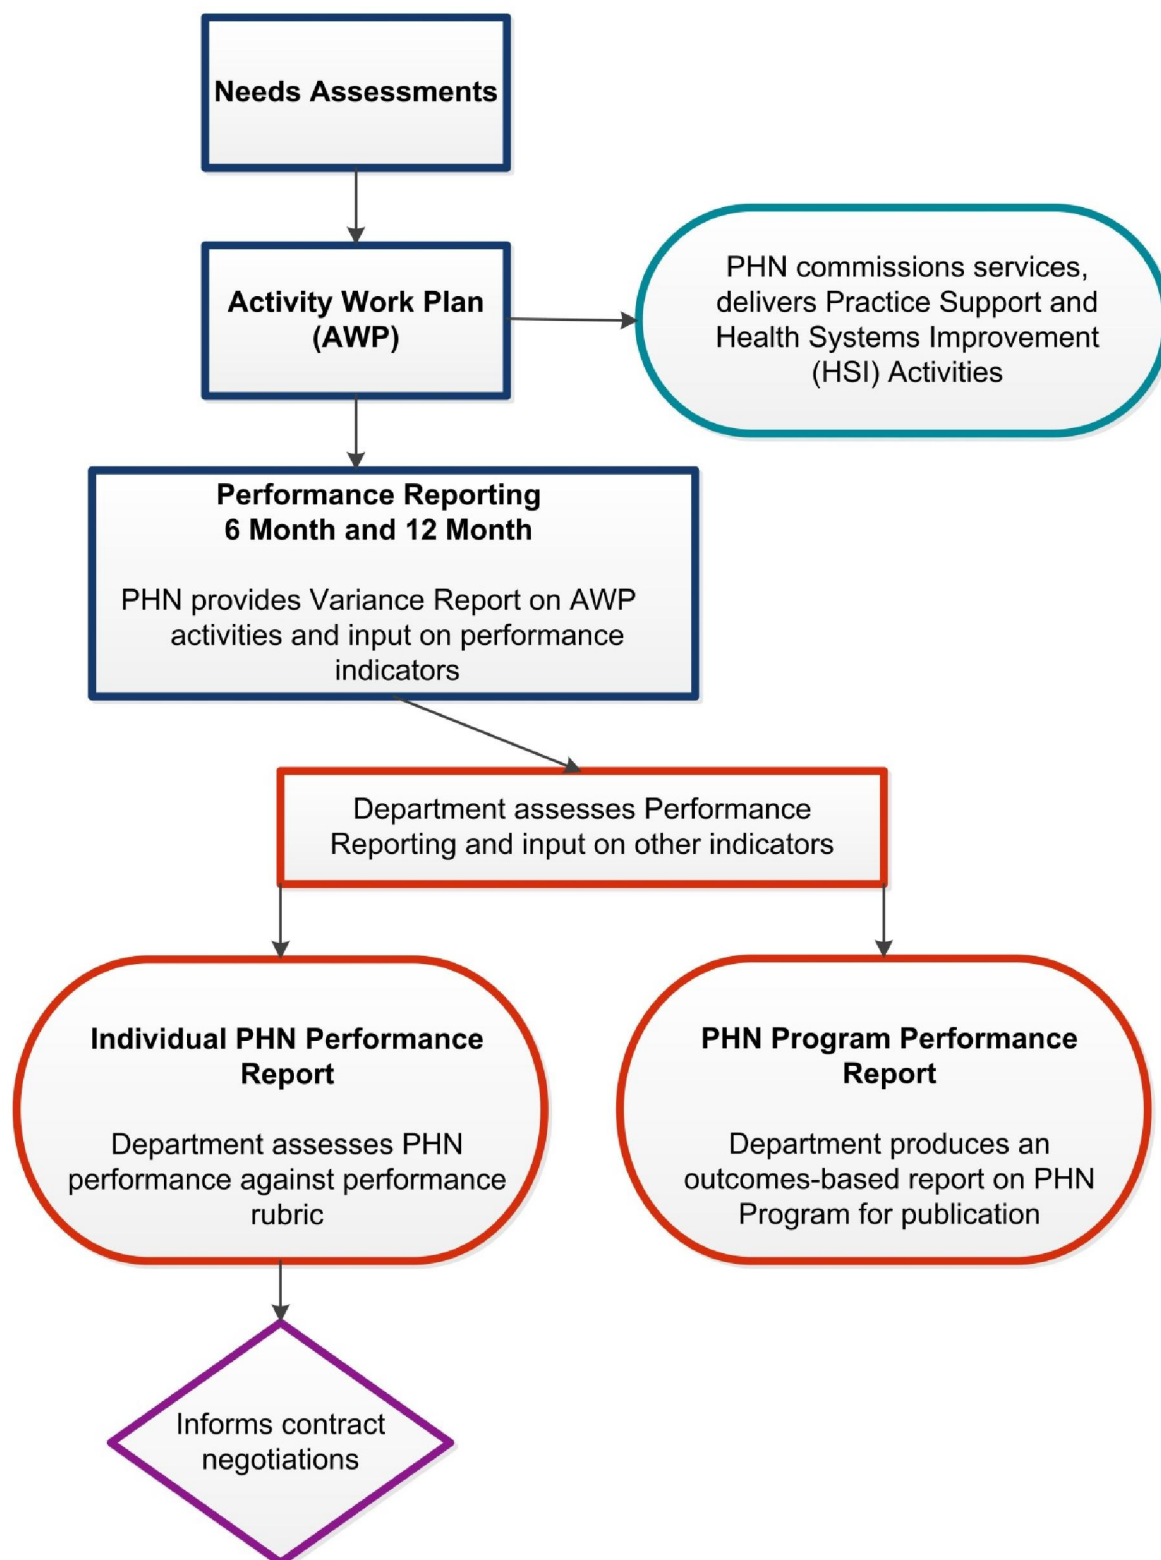 Needs Assessments
Activity Work Plan
(AWP)
PHN commissions services,
delivers Practice Support and
Health Systems Improvement
(HSI) Activities
Performance Reporting
6 Month and 12 Month
PHN provides Variance Report on AWP
activities and input on performance
indicators
Department assesses Performance
Reporting and input on other indicators
Individual PHN Performance
Report
Department assesses PHN
performance against performance
rubric
PHN Program Performance
Report
Department produces an
outcomes-based report on PHN
Program for publication
Informs contract
negotiations